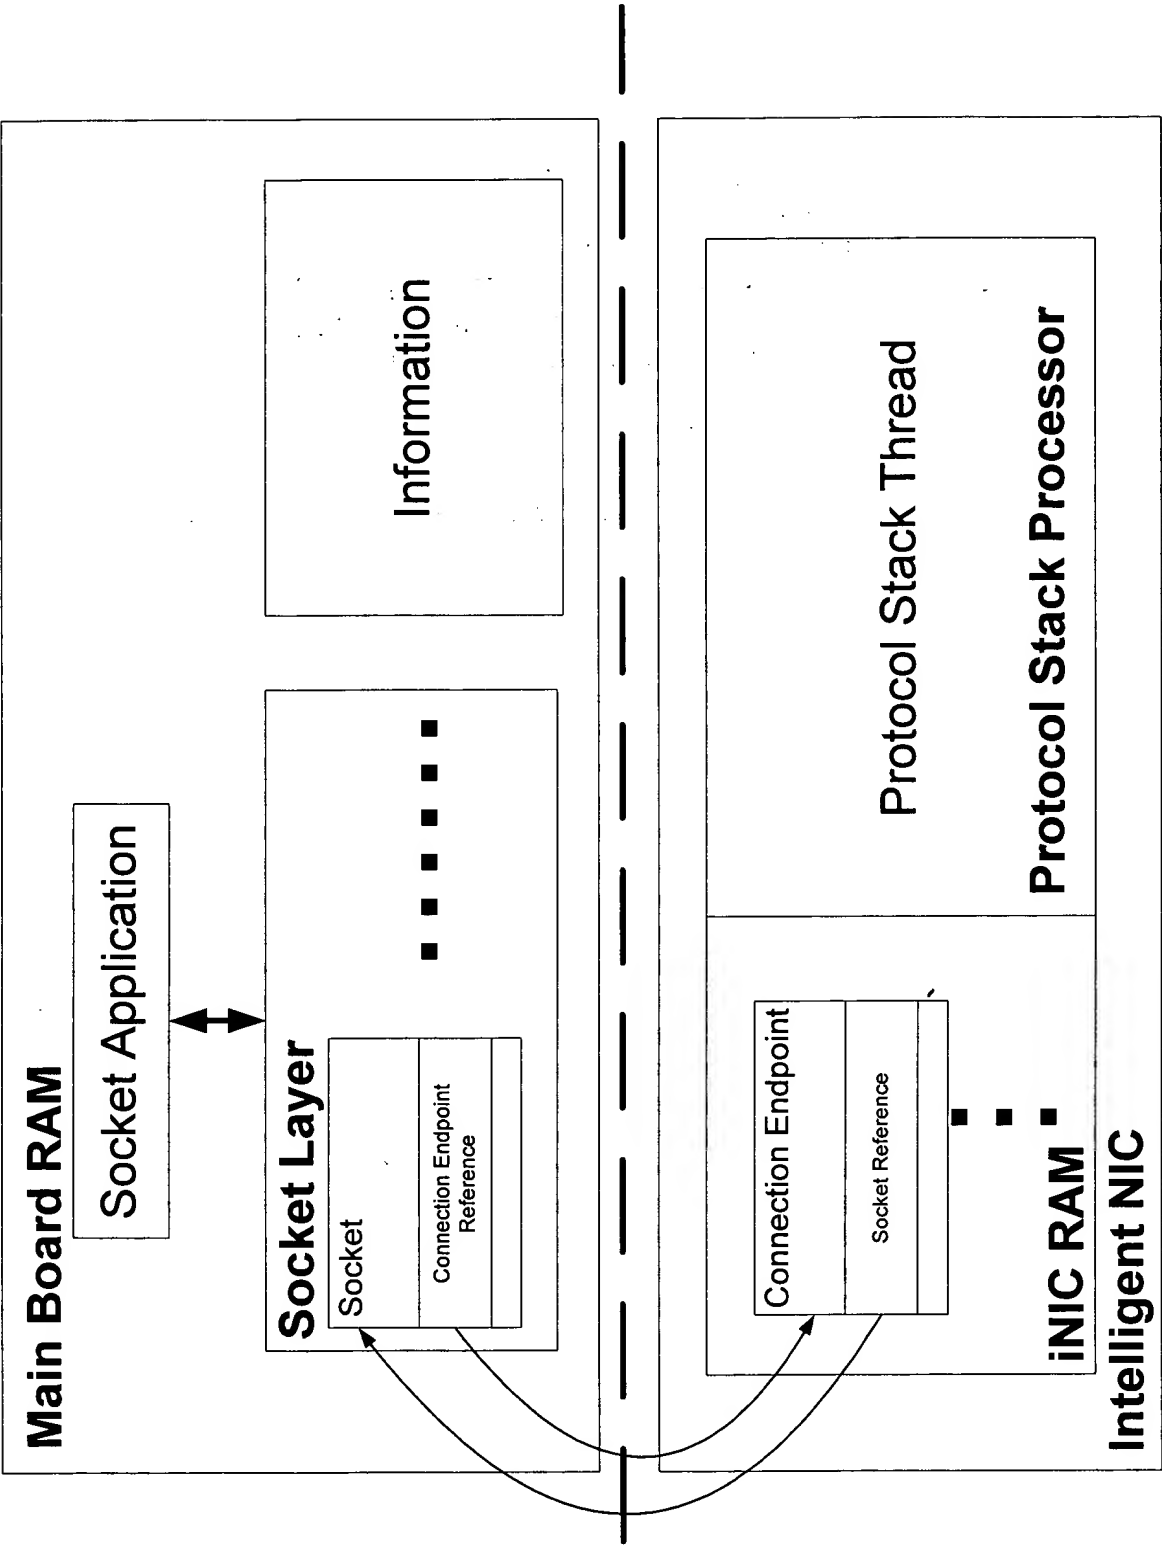 Main Board RAM
Socket Application
Socket Layer
Socket
Connection Endpoint
Reference
Information
Connection Endpoint
Socket Reference
iNIC RAM
Protocol Stack Thread
Protocol Stack Processor
Intelligent NIC